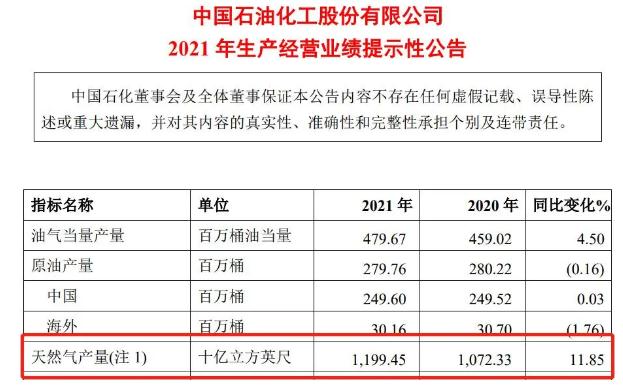 中国石油化工股份有限公司
2021 年生产经营业绩提示性公告
中国石化董事会及全体董事保证本公告内容不存在任何虚假记载、误导性陈
述或重大遗漏，并对其内容的真实性、准确性和完整性承担个别及连带责任。
指标名称 单位 2021 年 2020 年 同比变化%
油气当量产量 百万桶油当量 479.67 459.02 4.50
原油产量 百万桶 279.76 280.22 (0.16)
中国 百万桶 249.60 249.52 0.03
海外 百万桶 30.16 30.70 (1.76)
天然气产量(注 1) 十亿立方英尺 1,199.45 1,072.33 11.85